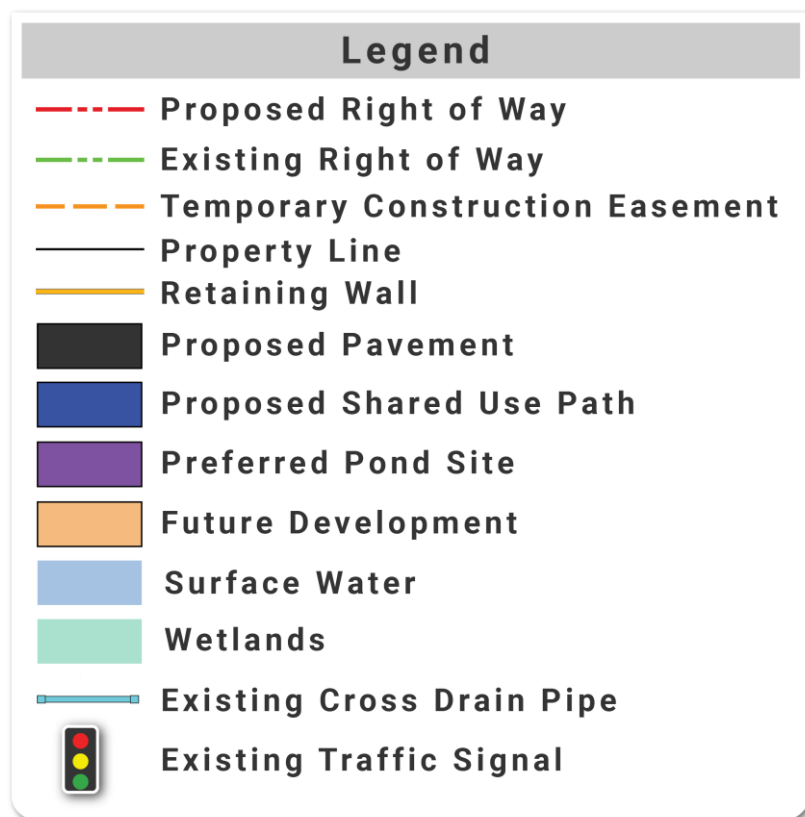 Legend
Proposed Right of Way
Existing Right of Way
Temporary Construction Easement
Property Line
Retaining Wall
Proposed Pavement
Proposed Shared Use Path
Preferred Pond Site
Future Development
Surface Water
Wetlands
Existing Cross Drain Pipe
Existing Traffic Signal